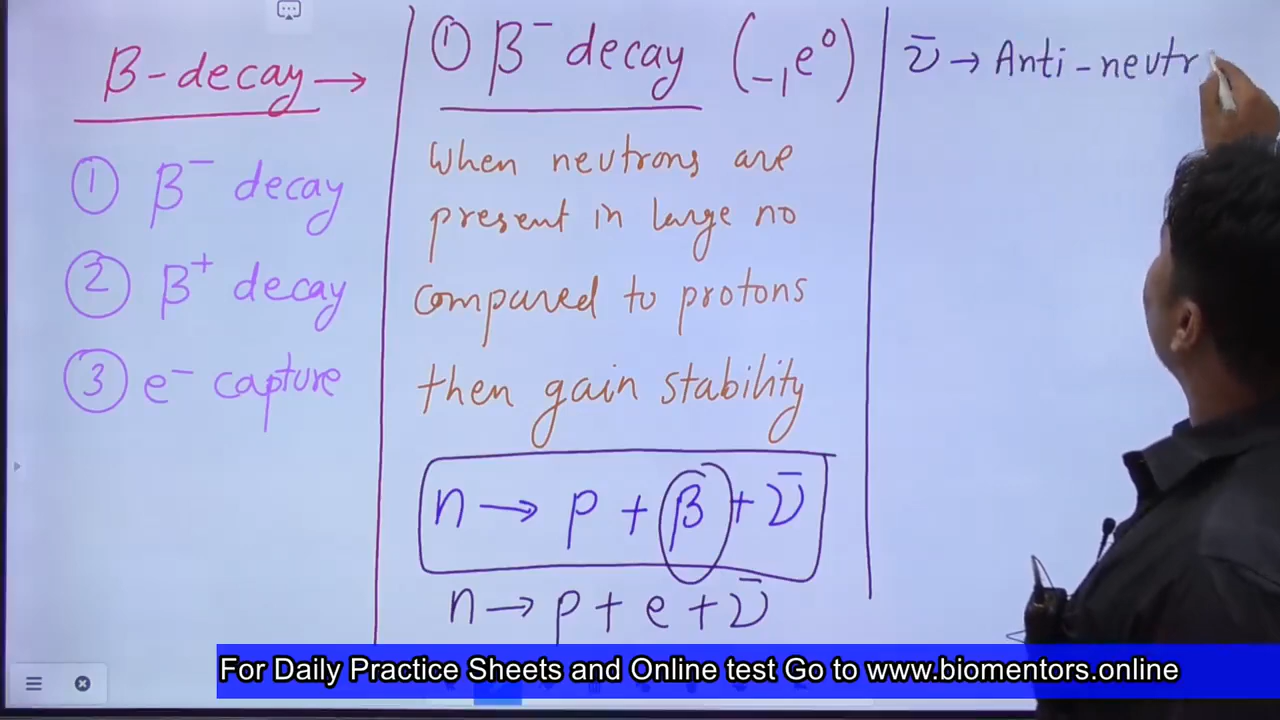 β-decay →
① β⁻ decay
② β⁺ decay
③ e⁻ capture
① β⁻ decay (₋₁e⁰)
When neutrons are
present in large no
compared to protons
then gain stability
n → p + β⁻ + ν̄
n → p + e + ν̄
ν̄ → Anti-neutr
For Daily Practice Sheets and Online test Go to www.biomentors.online